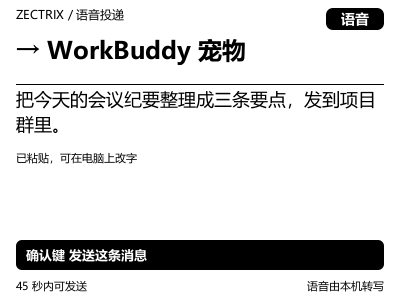 ZECTRIX / 语音投递
语音
→ WorkBuddy 宠物
把今天的会议纪要整理成三条要点，发到项目
群里。
已粘贴，可在电脑上改字
确认键 发送这条消息
45 秒内可发送
语音由本机转写